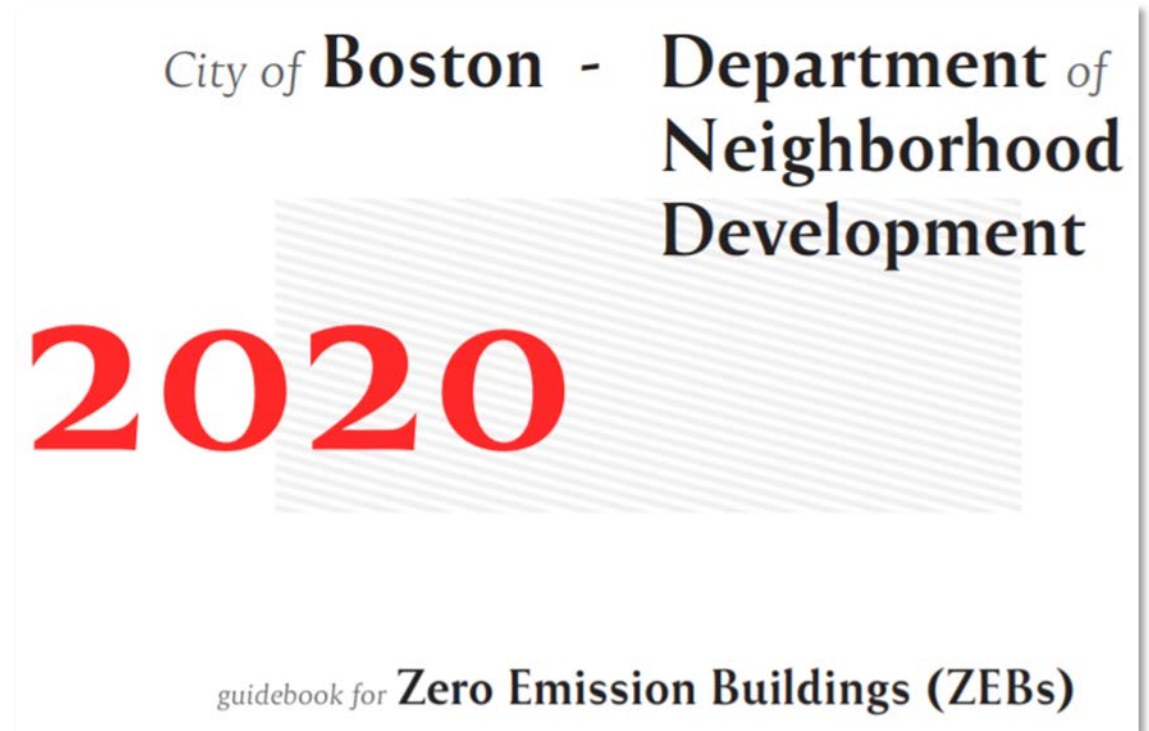 City of Boston - Department of
Neighborhood
Development
2020
guidebook for Zero Emission Buildings (ZEBs)